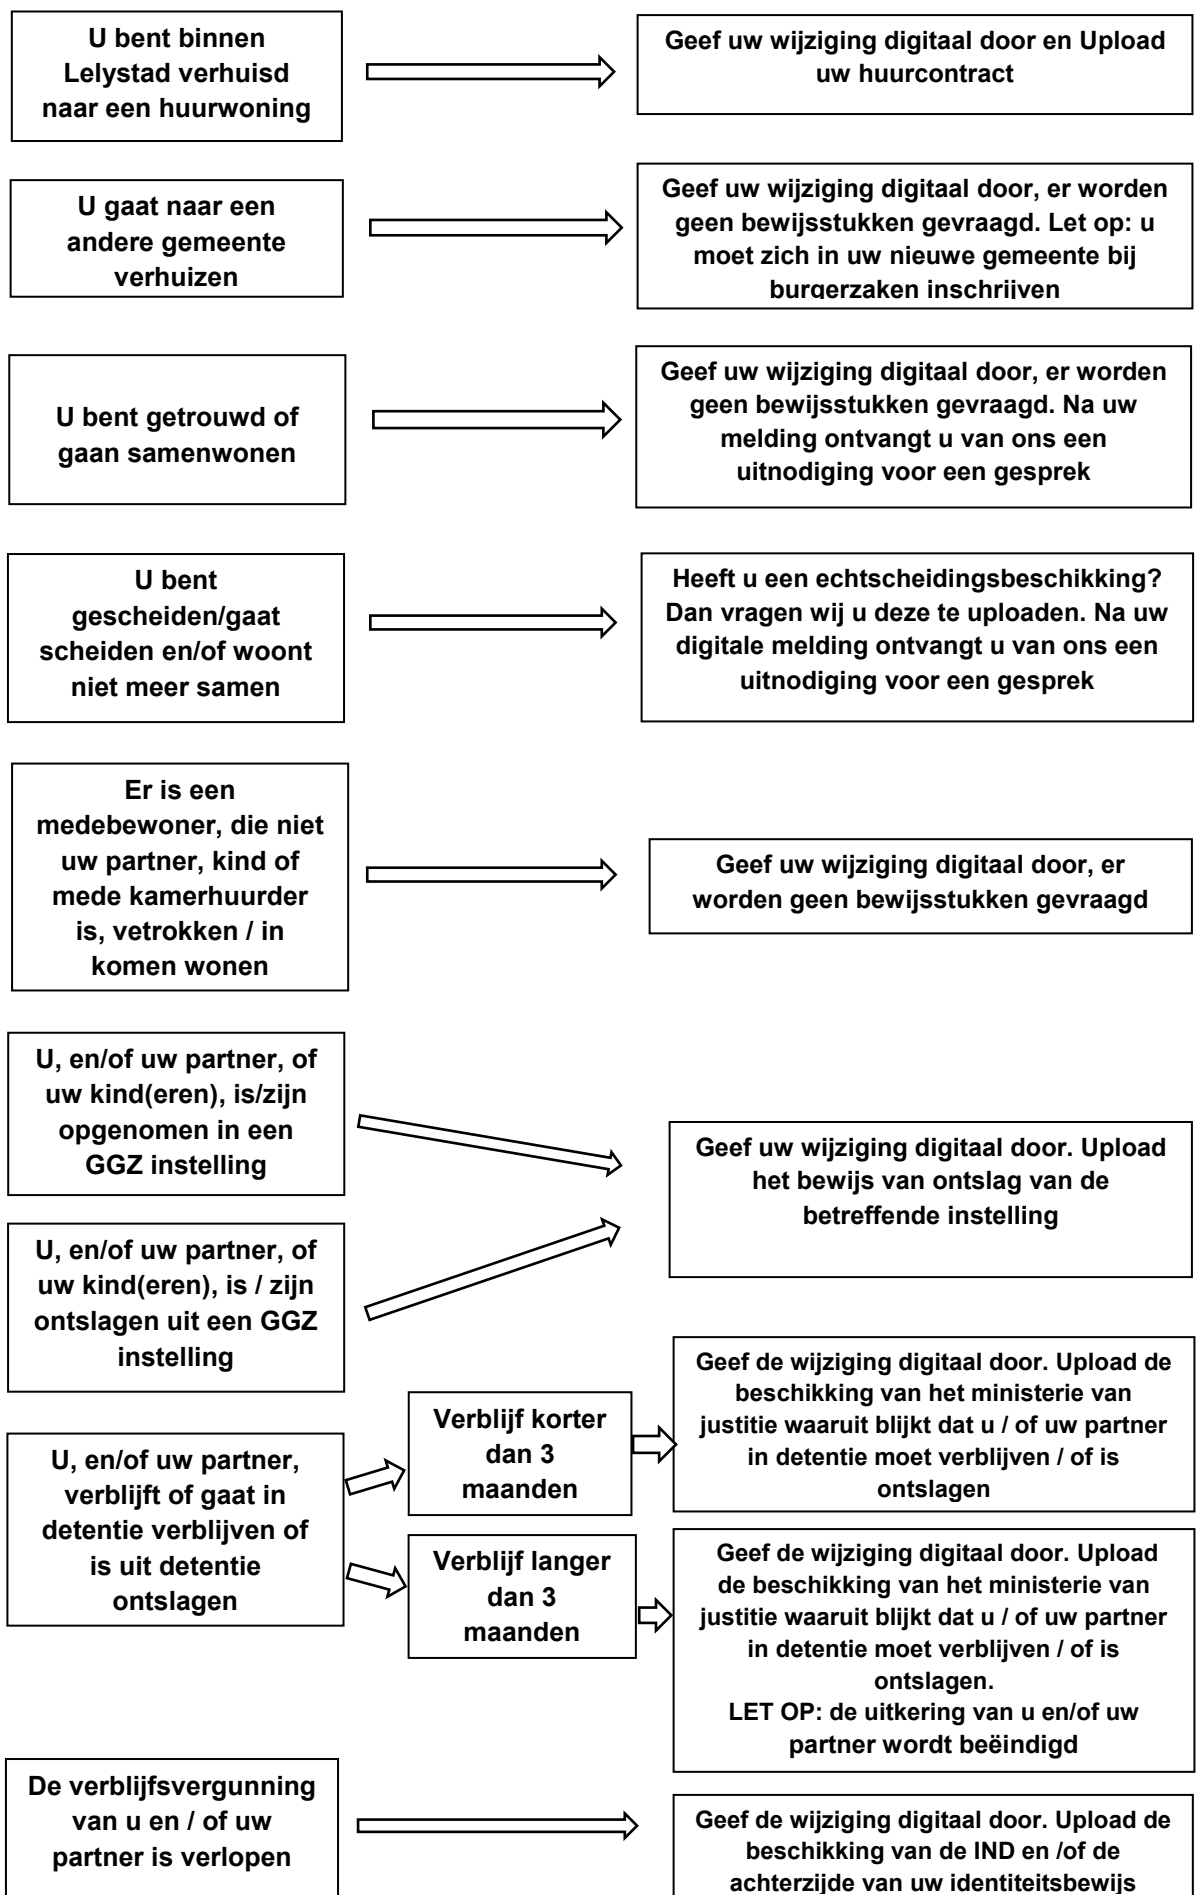 U bent binnen
Lelystad verhuisd
naar een huurwoning
Geef uw wijziging digitaal door en Upload
uw huurcontract
U gaat naar een
andere gemeente
verhuizen
Geef uw wijziging digitaal door, er worden
geen bewijsstukken gevraagd. Let op: u
moet zich in uw nieuwe gemeente bij
burgerzaken inschrijven
U bent getrouwd of
gaan samenwonen
Geef uw wijziging digitaal door, er worden
geen bewijsstukken gevraagd. Na uw
melding ontvangt u van ons een
uitnodiging voor een gesprek
U bent
gescheiden/gaat
scheiden en/of woont
niet meer samen
Heeft u een echtscheidingsbeschikking?
Dan vragen wij u deze te uploaden. Na uw
digitale melding ontvangt u van ons een
uitnodiging voor een gesprek
Er is een
medebewoner, die niet
uw partner, kind of
mede kamerhuurder
is, vetrokken / in
komen wonen
Geef uw wijziging digitaal door, er
worden geen bewijsstukken gevraagd
U, en/of uw partner, of
uw kind(eren), is/zijn
opgenomen in een
GGZ instelling
U, en/of uw partner, of
uw kind(eren), is / zijn
ontslagen uit een GGZ
instelling
Geef uw wijziging digitaal door. Upload
het bewijs van ontslag van de
betreffende instelling
U, en/of uw partner,
verblijft of gaat in
detentie verblijven of
is uit detentie
ontslagen
Verblijf korter
dan 3
maanden
Geef de wijziging digitaal door. Upload de
beschikking van het ministerie van
justitie waaruit blijkt dat u / of uw partner
in detentie moet verblijven / of is
ontslagen
Verblijf langer
dan 3
maanden
Geef de wijziging digitaal door. Upload
de beschikking van het ministerie van
justitie waaruit blijkt dat u / of uw partner
in detentie moet verblijven / of is
ontslagen.
LET OP: de uitkering van u en/of uw
partner wordt beëindigd
De verblijfsvergunning
van u en / of uw
partner is verlopen
Geef de wijziging digitaal door. Upload de
beschikking van de IND en /of de
achterzijde van uw identiteitsbewijs